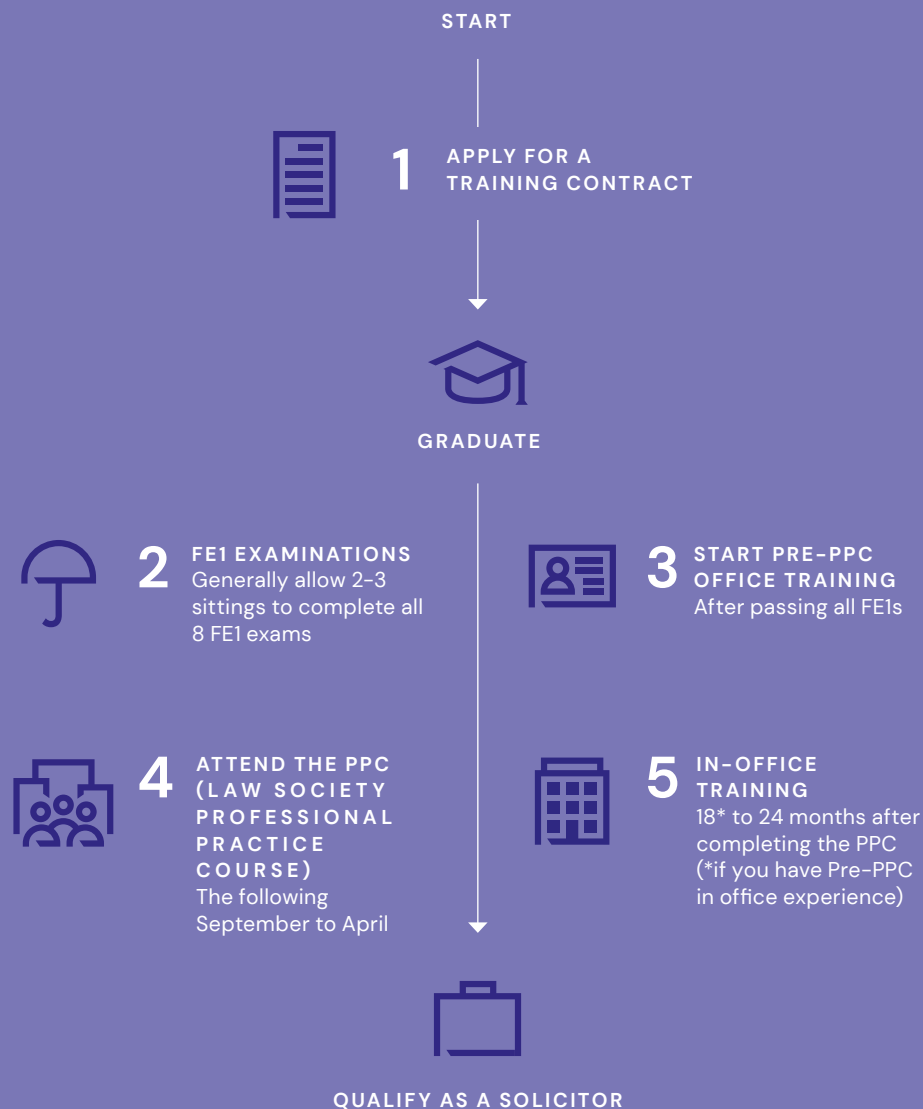 START
1
APPLY FOR A
TRAINING CONTRACT
GRADUATE
2
FE1 EXAMINATIONS
Generally allow 2-3
sittings to complete all
8 FE1 exams
3
START PRE-PPC
OFFICE TRAINING
After passing all FE1s
4
ATTEND THE PPC
(LAW SOCIETY
PROFESSIONAL
PRACTICE
COURSE)
The following
September to April
5
IN-OFFICE
TRAINING
18* to 24 months after
completing the PPC
(*if you have Pre-PPC
in office experience)
QUALIFY AS A SOLICITOR